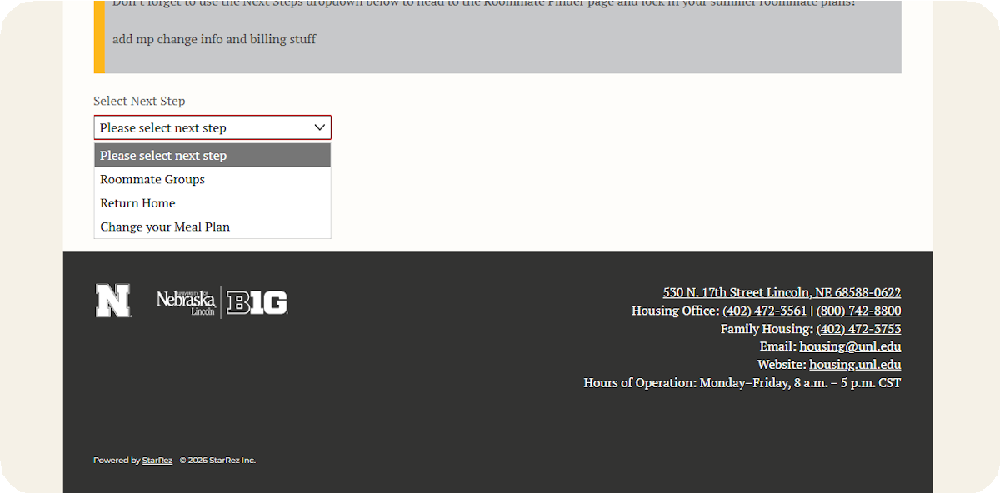 Don't forget to use the Next Steps dropdown below to head to the Roommate Finder page and lock in your summer roommate plans!
add mp change info and billing stuff
Select Next Step
Please select next step
Please select next step
Roommate Groups
Return Home
Change your Meal Plan
N
UNIVERSITY OF
Nebraska
Lincoln
B1G
530 N. 17th Street Lincoln, NE 68588-0622
Housing Office: (402) 472-3561 | (800) 742-8800
Family Housing: (402) 472-3753
Email: housing@unl.edu
Website: housing.unl.edu
Hours of Operation: Monday–Friday, 8 a.m. – 5 p.m. CST
Powered by StarRez - © 2026 StarRez Inc.